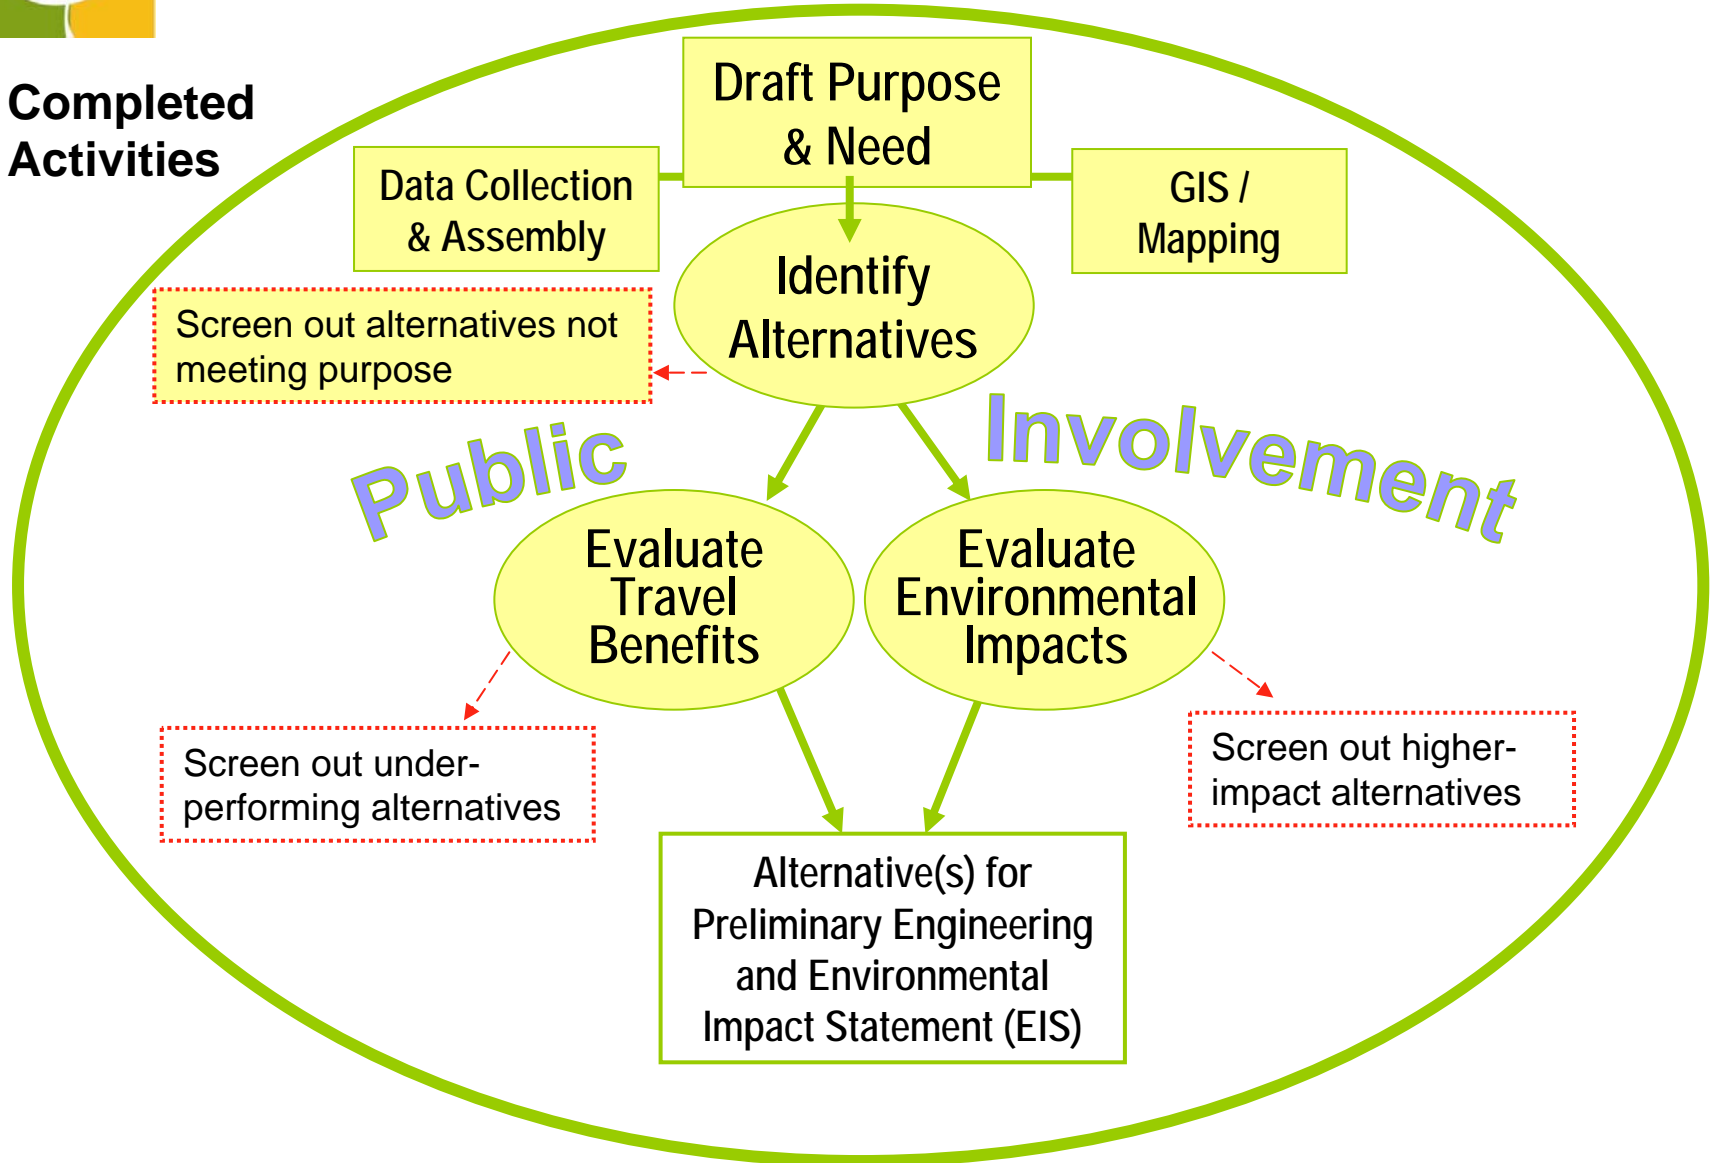 Completed
Activities
Draft Purpose
& Need
Data Collection
& Assembly
GIS /
Mapping
Identify
Alternatives
Screen out alternatives not
meeting purpose
Public
Involvement
Evaluate
Travel
Benefits
Evaluate
Environmental
Impacts
Screen out under-
performing alternatives
Screen out higher-
impact alternatives
Alternative(s) for
Preliminary Engineering
and Environmental
Impact Statement (EIS)